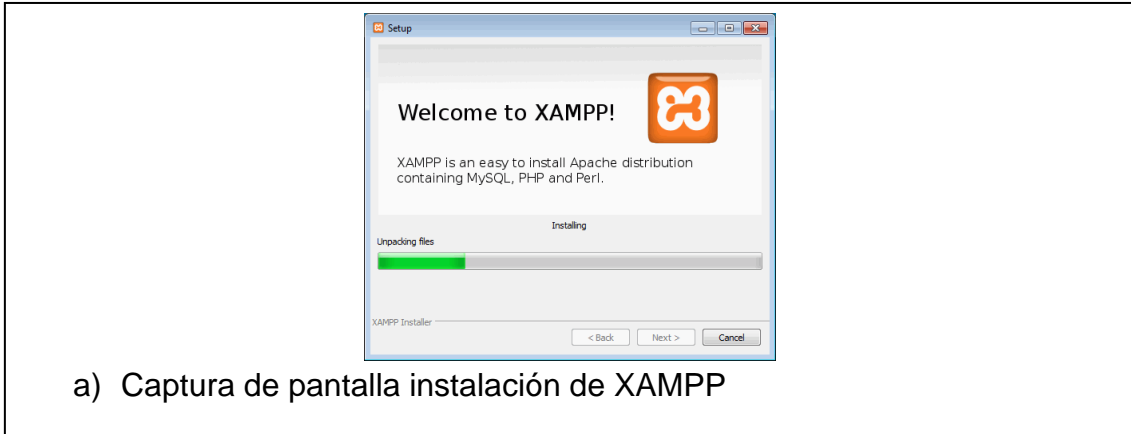 Setup
Welcome to XAMPP!
XAMPP is an easy to install Apache distribution
containing MySQL, PHP and Perl.
Installing
Unpacking files
XAMPP Installer
< Back Next > Cancel
a) Captura de pantalla instalación de XAMPP